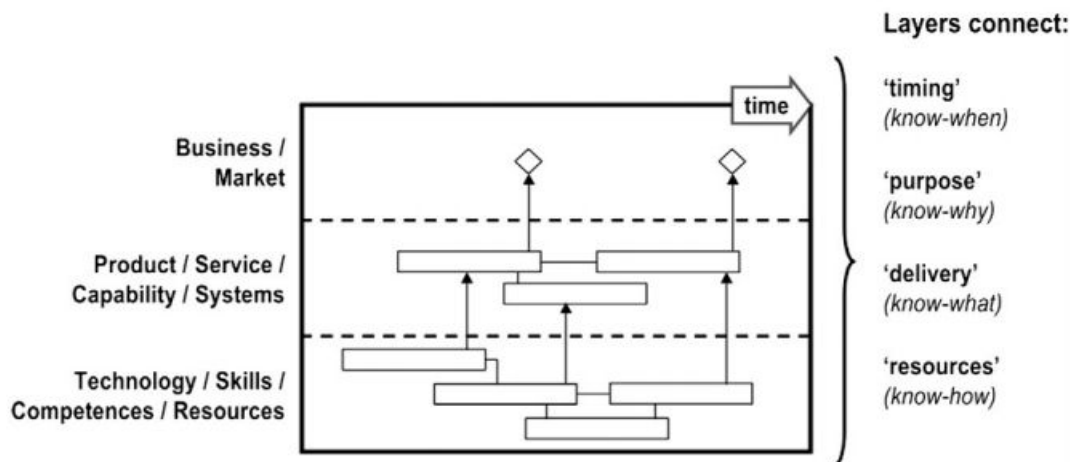 Layers connect:
time
‘timing’
(know-when)
Business /
Market
‘purpose’
(know-why)
Product / Service /
Capability / Systems
‘delivery’
(know-what)
Technology / Skills /
Competences / Resources
‘resources’
(know-how)